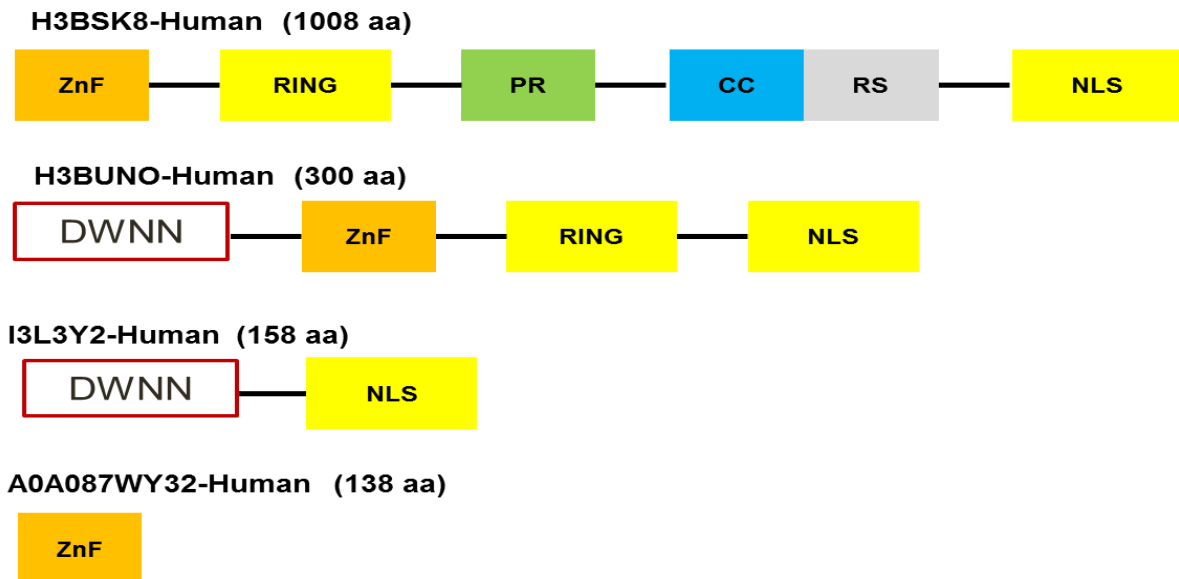 H3BSK8-Human (1008 aa)
ZnF RING PR CC RS NLS
H3BUNO-Human (300 aa)
DWNN ZnF RING NLS
I3L3Y2-Human (158 aa)
DWNN NLS
A0A087WY32-Human (138 aa)
ZnF